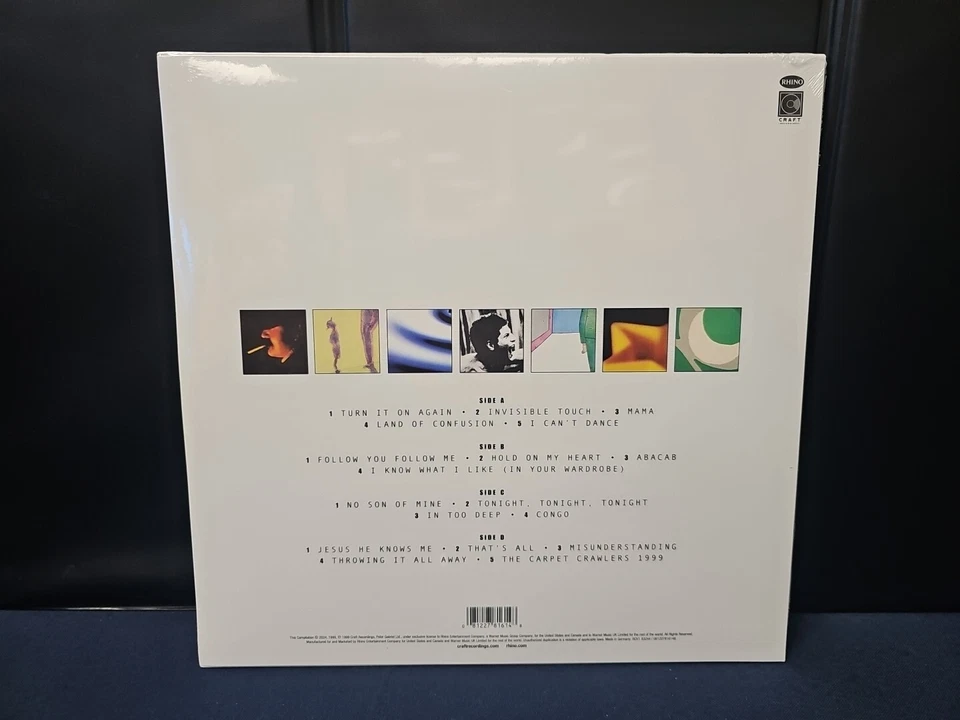 RHINO
CRAFT
SIDE A
1 TURN IT ON AGAIN • 2 INVISIBLE TOUCH • 3 MAMA
4 LAND OF CONFUSION • 5 I CAN'T DANCE
SIDE B
1 FOLLOW YOU FOLLOW ME • 2 HOLD ON MY HEART • 3 ABACAB
4 I KNOW WHAT I LIKE (IN YOUR WARDROBE)
SIDE C
1 NO SON OF MINE • 2 TONIGHT, TONIGHT, TONIGHT
3 IN TOO DEEP • 4 CONGO
SIDE D
1 JESUS HE KNOWS ME • 2 THAT'S ALL • 3 MISUNDERSTANDING
4 THROWING IT ALL AWAY • 5 THE CARPET CRAWLERS 1999
81227 81614
craftrecordings.com rhino.com